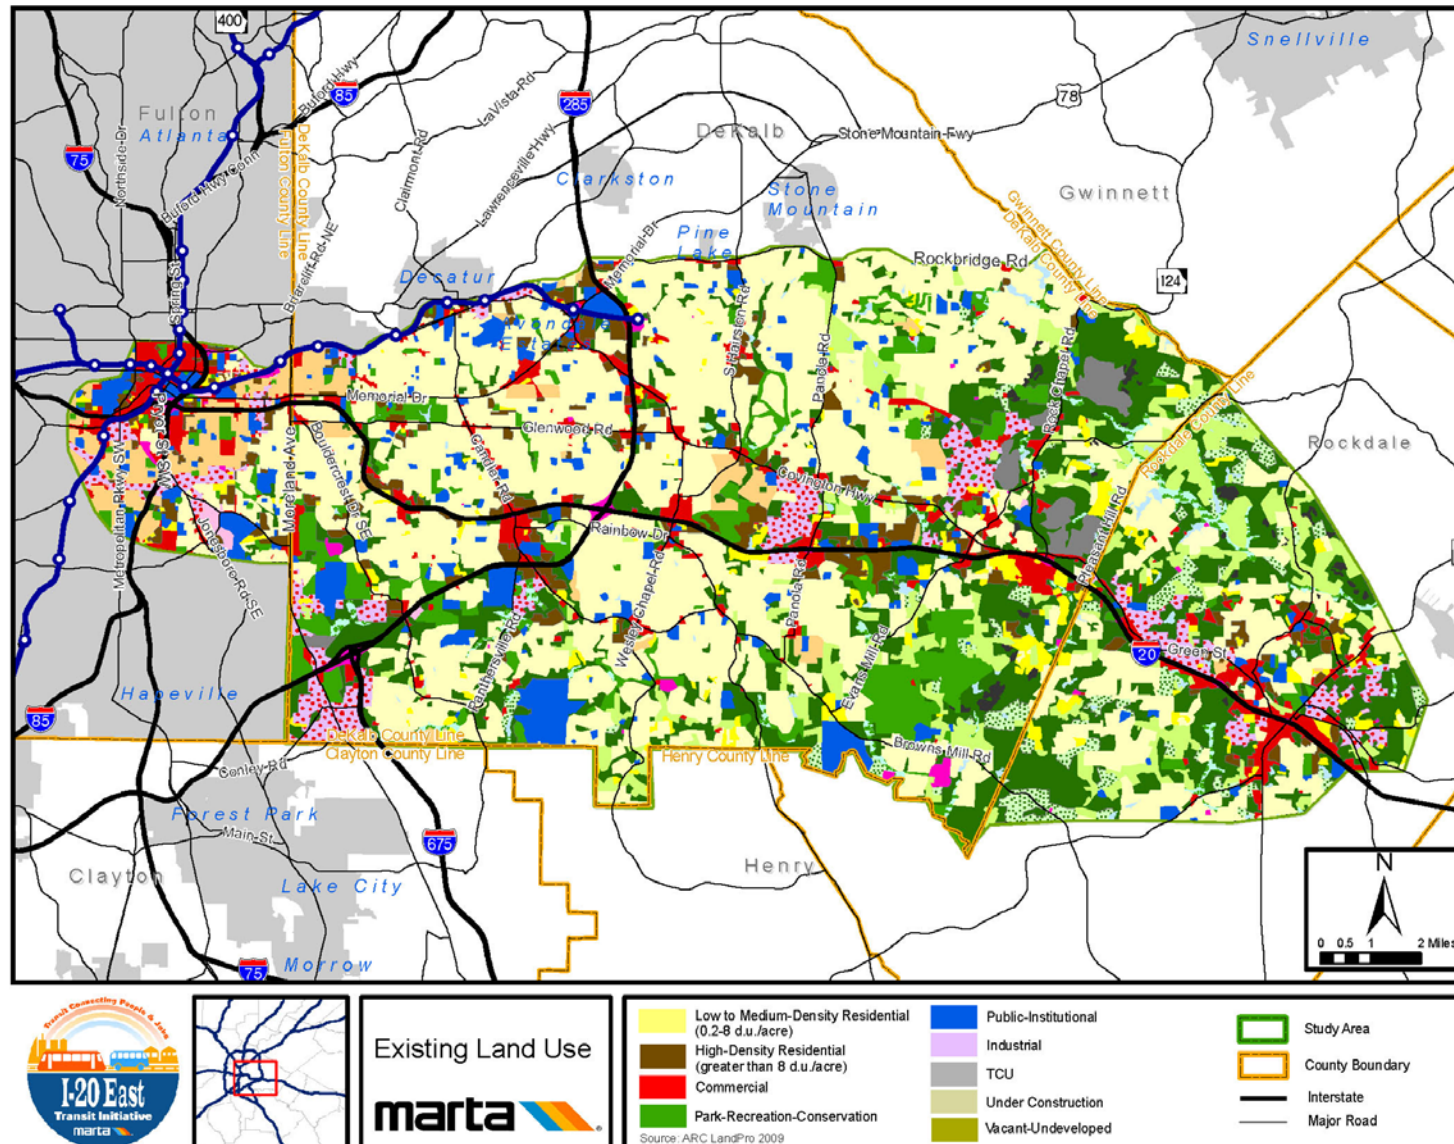 400
Snellville
Buford Hwy
85
78
LaVista Rd
285
Fulton
Atlanta
DeKalb
Stone Mountain Fwy
75
Northside Dr
DeKalb County Line
Fulton County Line
Clairmont Rd
Lawrenceville Hwy
Buford Hwy Conn
Clarkston
Stone
Mountain
Gwinnett
Gwinnett County Line
DeKalb County Line
Pine
Lake
Memorial Dr
Rockbridge Rd
Briarcliff Rd NE
Decatur
124
Spring St
Avondale
Estates
S Hairston Rd
Panola Rd
Rock Chapel Rd
Memorial Dr
Glenwood Rd
Rockdale County Line
Rockdale
Pryor St SW
Metropolitan Pkwy SW
Moreland Ave
Bouldercrest Dr SE
Candler Rd
Covington Hwy
Jonesboro Rd SE
Rainbow Dr
Pleasant Hill Rd
Wesley Chapel Rd
Panola Rd
Panthersville Rd
Evans Mill Rd
20
Green St
Hapeville
85
DeKalb County Line
Clayton County Line
Henry County Line
Browns Mill Rd
Conley Rd
Forest Park
Main St
675
Clayton
Lake City
Henry
Morrow
75
N
0 0.5 1 2 Miles
Transit Connecting People & Jobs
I-20 East
Transit Initiative
marta
Existing Land Use
marta
Low to Medium-Density Residential
(0.2-8 d.u./acre)
High-Density Residential
(greater than 8 d.u./acre)
Commercial
Park-Recreation-Conservation
Source: ARC LandPro 2009
Public-Institutional
Industrial
TCU
Under Construction
Vacant-Undeveloped
Study Area
County Boundary
Interstate
Major Road